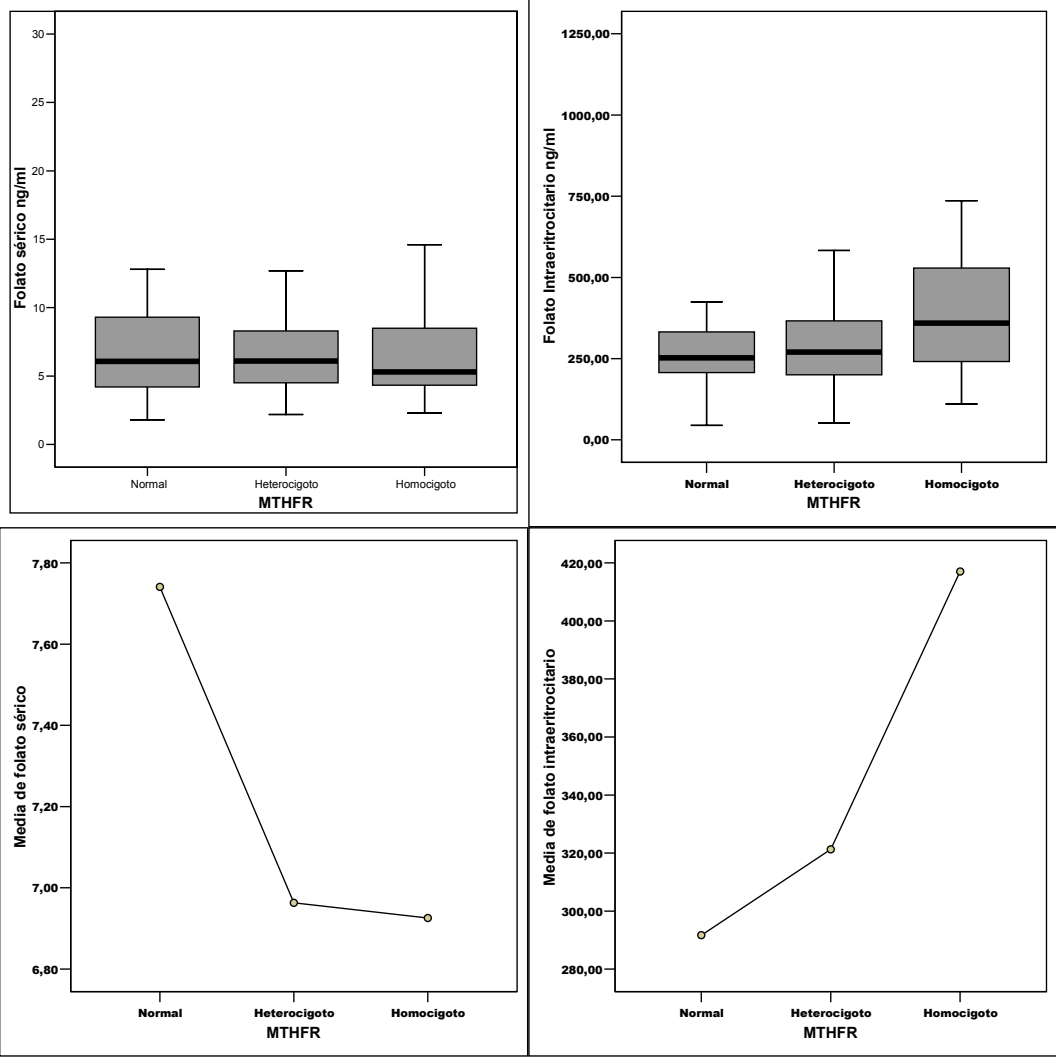 Folato sérico ng/ml
30
25
20
15
10
5
0
Normal Heterocigoto Homocigoto
MTHFR
Folato Intraeritrocitario ng/ml
1250,00
1000,00
750,00
500,00
250,00
0,00
Normal Heterocigoto Homocigoto
MTHFR
Media de folato sérico
7,80
7,60
7,40
7,20
7,00
6,80
Normal Heterocigoto Homocigoto
MTHFR
Media de folato intraeritrocitario
420,00
400,00
380,00
360,00
340,00
320,00
300,00
280,00
Normal Heterocigoto Homocigoto
MTHFR